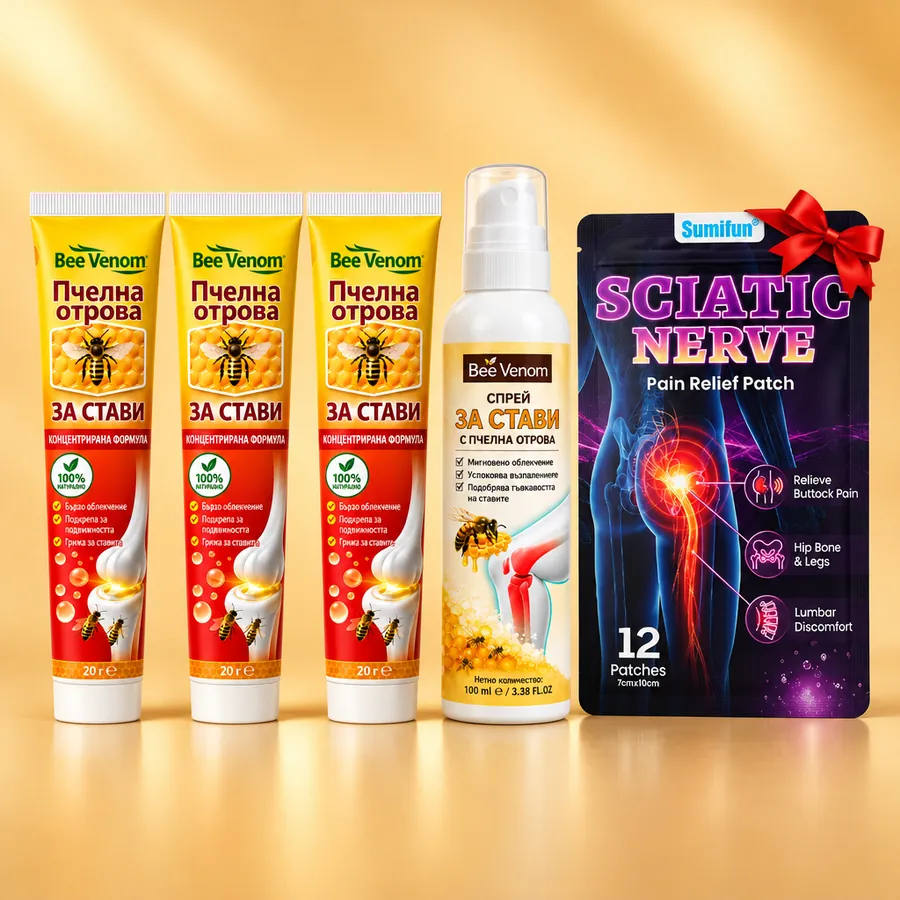 Bee Venom
Пчелна
отрова
ЗА СТАВИ
КОНЦЕНТРИРАНА ФОРМУЛА
100%
НАТУРАЛНО
Бързо облекчение
Подкрепа за
подвижността
Грижа за ставите
20 г ℮
Bee Venom
Пчелна
отрова
ЗА СТАВИ
КОНЦЕНТРИРАНА ФОРМУЛА
100%
НАТУРАЛНО
Бързо облекчение
Подкрепа за
подвижността
Грижа за ставите
20 г ℮
Bee Venom
Пчелна
отрова
ЗА СТАВИ
КОНЦЕНТРИРАНА ФОРМУЛА
100%
НАТУРАЛНО
Бързо облекчение
Подкрепа за
подвижността
Грижа за ставите
20 г ℮
Bee Venom
СПРЕЙ
ЗА СТАВИ
С ПЧЕЛНА ОТРОВА
Мигновено облекчение
Успокоява възпалението
Подобрява гъвкавостта
на ставите
Нетно количество:
100 ml ℮ / 3.38 FL.OZ
Sumifun®
SCIATIC
NERVE
Pain Relief Patch
Relieve
Buttock Pain
Hip Bone
& Legs
Lumbar
Discomfort
12
Patches
7cmx10cm